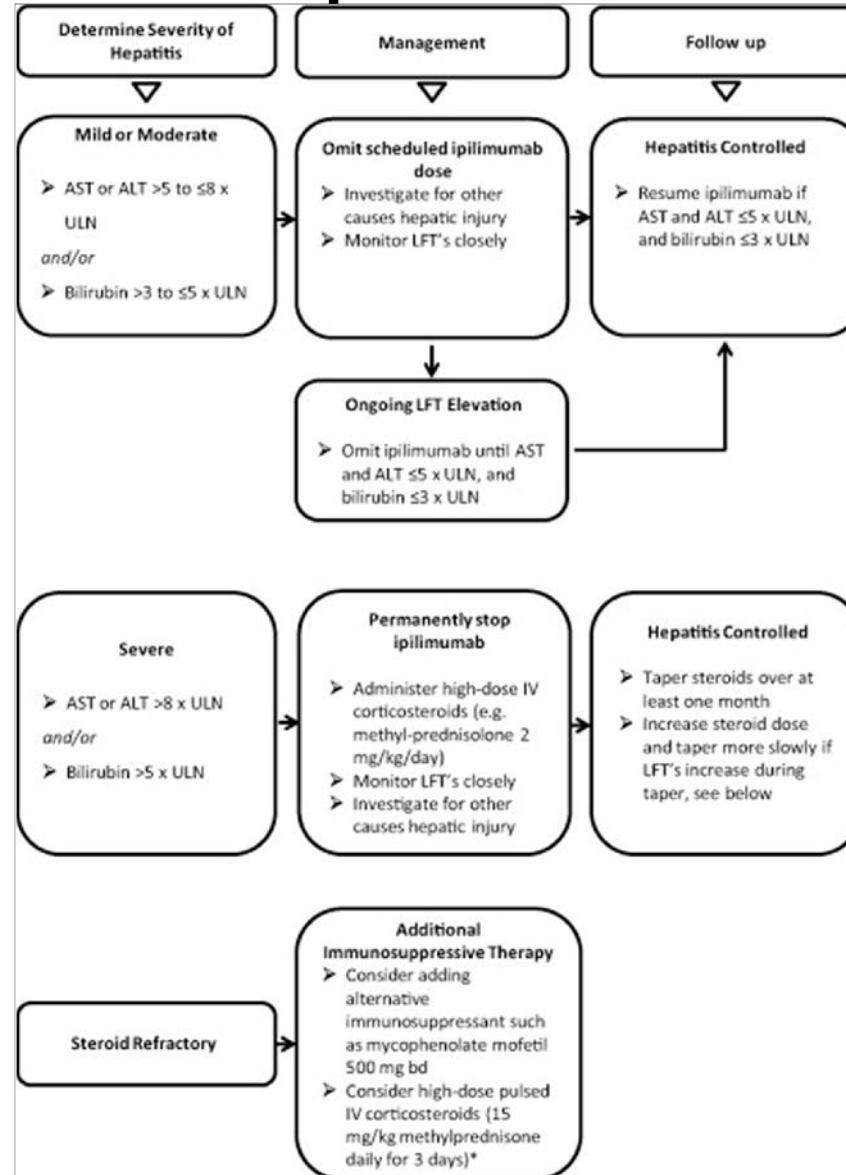 Determine Severity of
Hepatitis
Management
Follow up
Mild or Moderate
➢ AST or ALT >5 to ≤8 x
ULN
and/or
➢ Bilirubin >3 to ≤5 x ULN
Omit scheduled ipilimumab
dose
➢ Investigate for other
causes hepatic injury
➢ Monitor LFT's closely
Hepatitis Controlled
➢ Resume ipilimumab if
AST and ALT ≤5 x ULN,
and bilirubin ≤3 x ULN
Ongoing LFT Elevation
➢ Omit ipilimumab until AST
and ALT ≤5 x ULN, and
bilirubin ≤3 x ULN
Severe
➢ AST or ALT >8 x ULN
and/or
➢ Bilirubin >5 x ULN
Permanently stop
ipilimumab
➢ Administer high-dose IV
corticosteroids (e.g.
methyl-prednisolone 2
mg/kg/day)
➢ Monitor LFT's closely
➢ Investigate for other
causes hepatic injury
Hepatitis Controlled
➢ Taper steroids over at
least one month
➢ Increase steroid dose
and taper more slowly if
LFT's increase during
taper, see below
Steroid Refractory
Additional
Immunosuppressive Therapy
➢ Consider adding
alternative
immunosuppressant such
as mycophenolate mofetil
500 mg bd
➢ Consider high-dose pulsed
IV corticosteroids (15
mg/kg methylprednisone
daily for 3 days)*